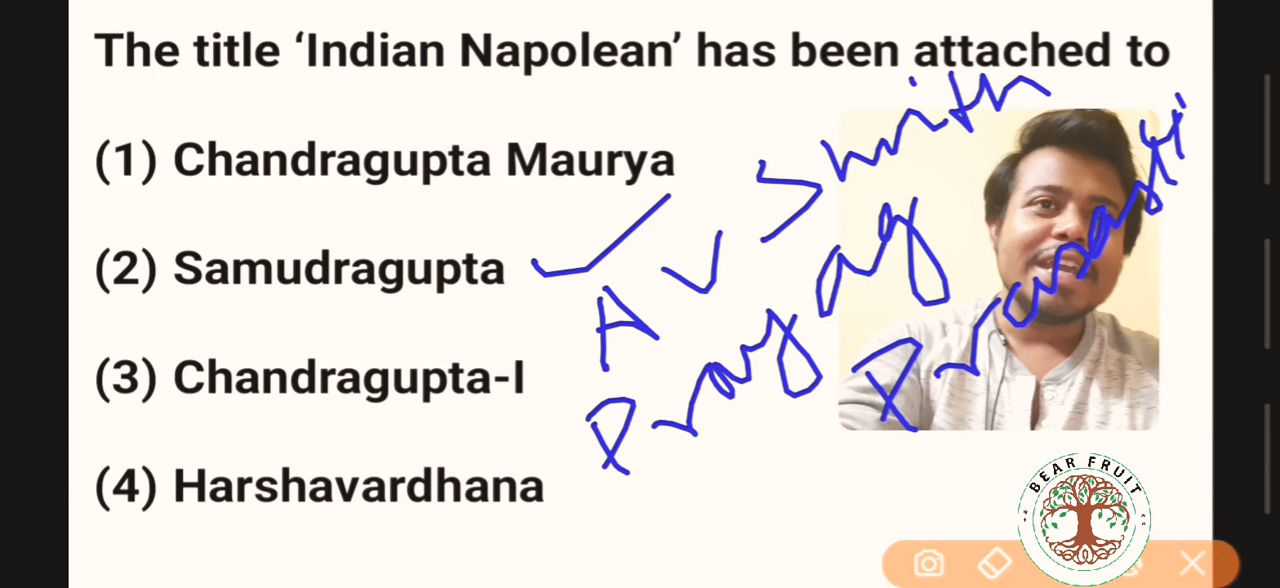 The title ‘Indian Napolean’ has been attached to
(1) Chandragupta Maurya
(2) Samudragupta
(3) Chandragupta-I
(4) Harshavardhana
A V Smith
Prayag Prasasti
BEAR FRUIT